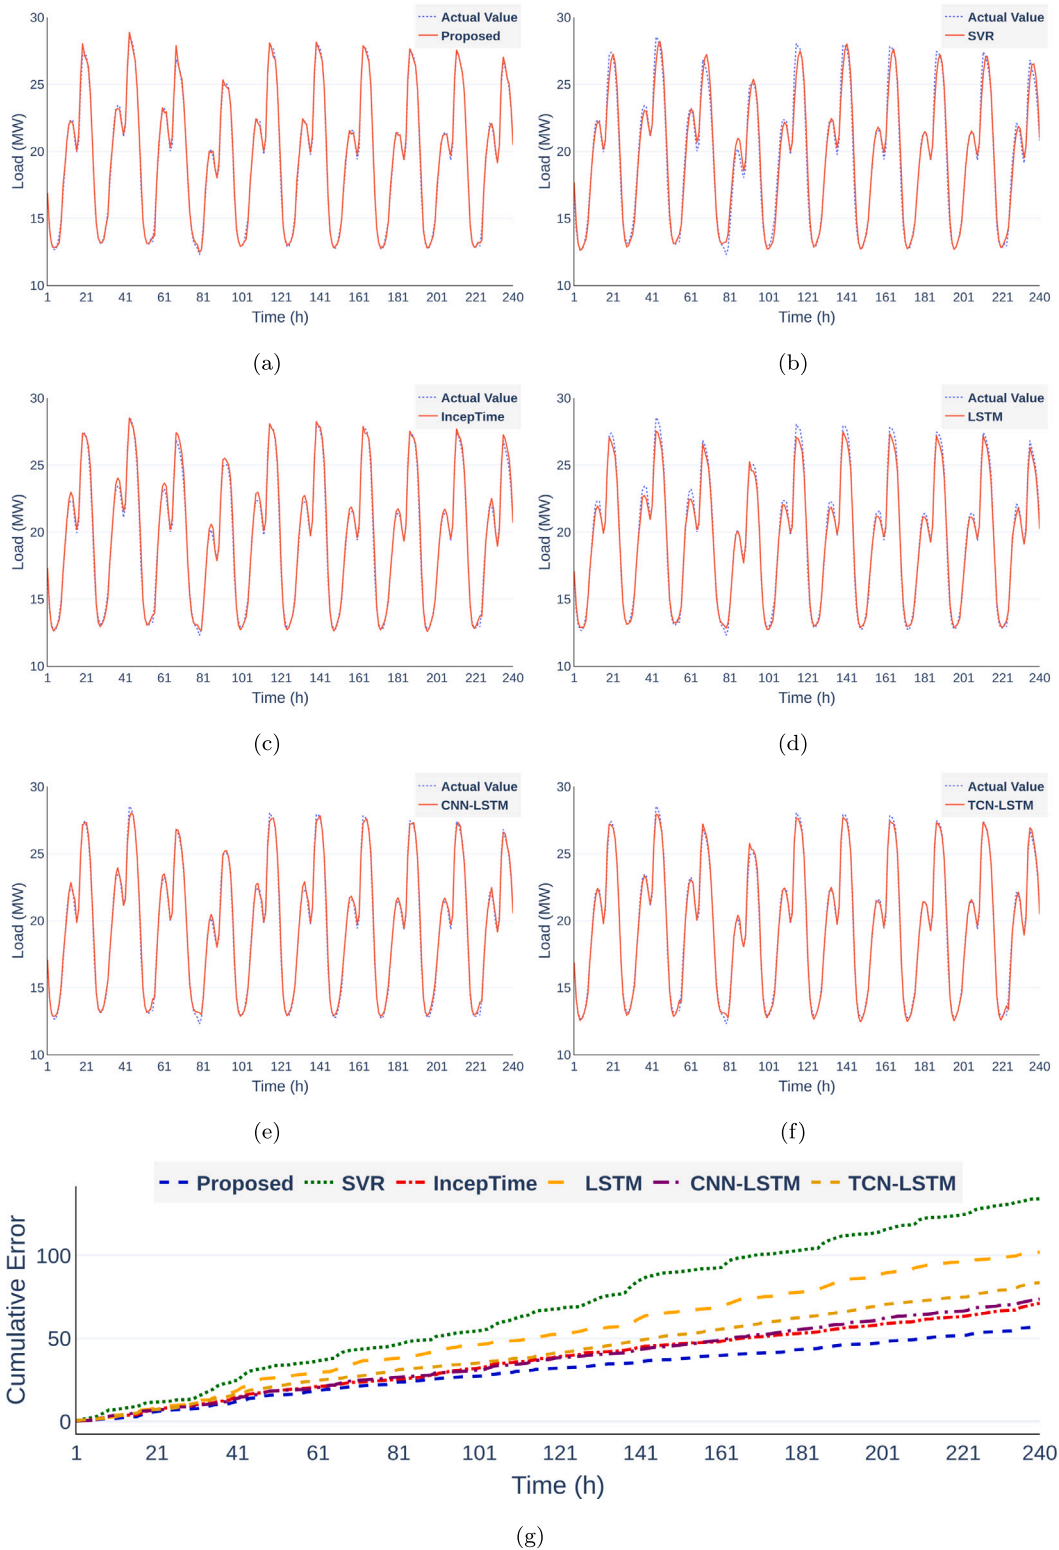 30
25
20
15
10
Load (MW)
Actual Value
Proposed
1 21 41 61 81 101 121 141 161 181 201 221 240
Time (h)
(a)
30
25
20
15
10
Load (MW)
Actual Value
SVR
1 21 41 61 81 101 121 141 161 181 201 221 240
Time (h)
(b)
30
25
20
15
10
Load (MW)
Actual Value
IncepTime
1 21 41 61 81 101 121 141 161 181 201 221 240
Time (h)
(c)
30
25
20
15
10
Load (MW)
Actual Value
LSTM
1 21 41 61 81 101 121 141 161 181 201 221 240
Time (h)
(d)
30
25
20
15
10
Load (MW)
Actual Value
CNN-LSTM
1 21 41 61 81 101 121 141 161 181 201 221 240
Time (h)
(e)
30
25
20
15
10
Load (MW)
Actual Value
TCN-LSTM
1 21 41 61 81 101 121 141 161 181 201 221 240
Time (h)
(f)
Proposed SVR IncepTime LSTM CNN-LSTM TCN-LSTM
Cumulative Error
100
50
0
1 21 41 61 81 101 121 141 161 181 201 221 240
Time (h)
(g)